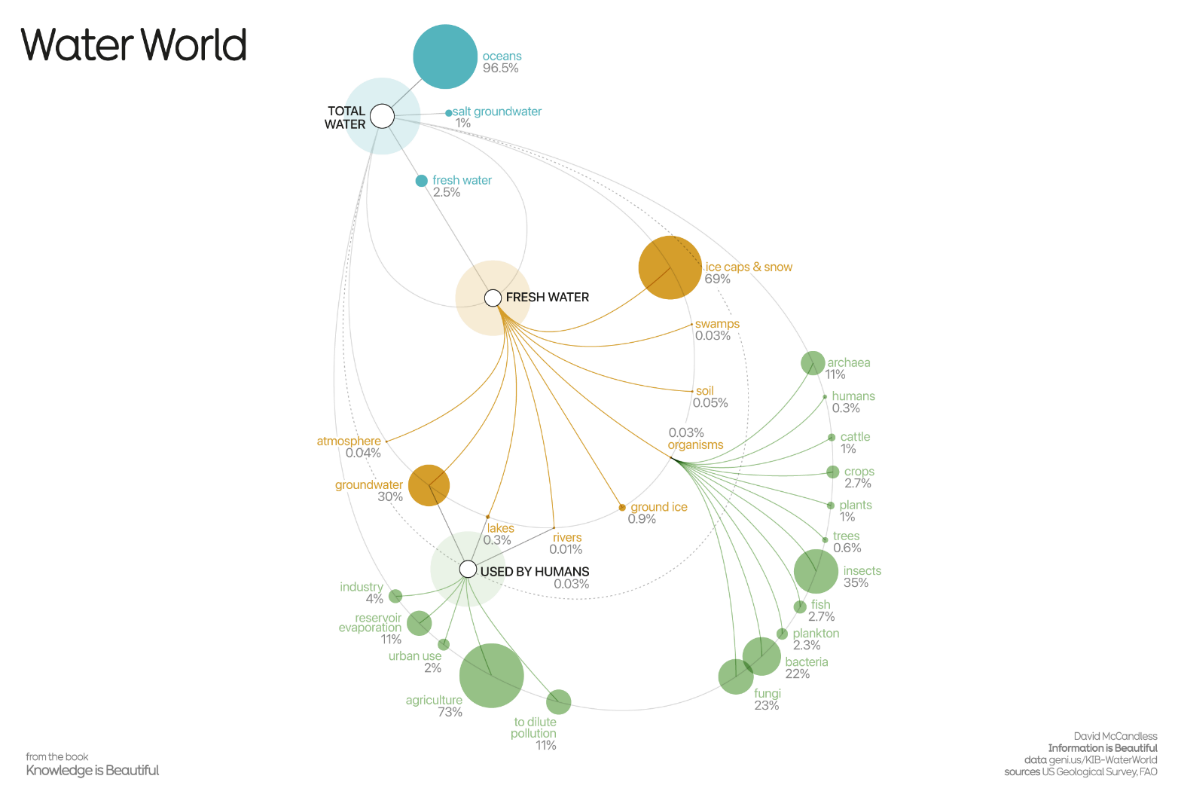 Water World
oceans
96.5%
TOTAL
WATER
salt groundwater
1%
fresh water
2.5%
FRESH WATER
ice caps & snow
69%
swamps
0.03%
soil
0.05%
0.03%
organisms
archaea
11%
humans
0.3%
cattle
1%
crops
2.7%
plants
1%
trees
0.6%
insects
35%
fish
2.7%
plankton
2.3%
bacteria
22%
fungi
23%
atmosphere
0.04%
groundwater
30%
lakes
0.3%
rivers
0.01%
ground ice
0.9%
USED BY HUMANS
0.03%
industry
4%
reservoir
evaporation
11%
urban use
2%
agriculture
73%
to dilute
pollution
11%
from the book
Knowledge is Beautiful
David McCandless
Information is Beautiful
data geni.us/KIB-WaterWorld
sources US Geological Survey, FAO